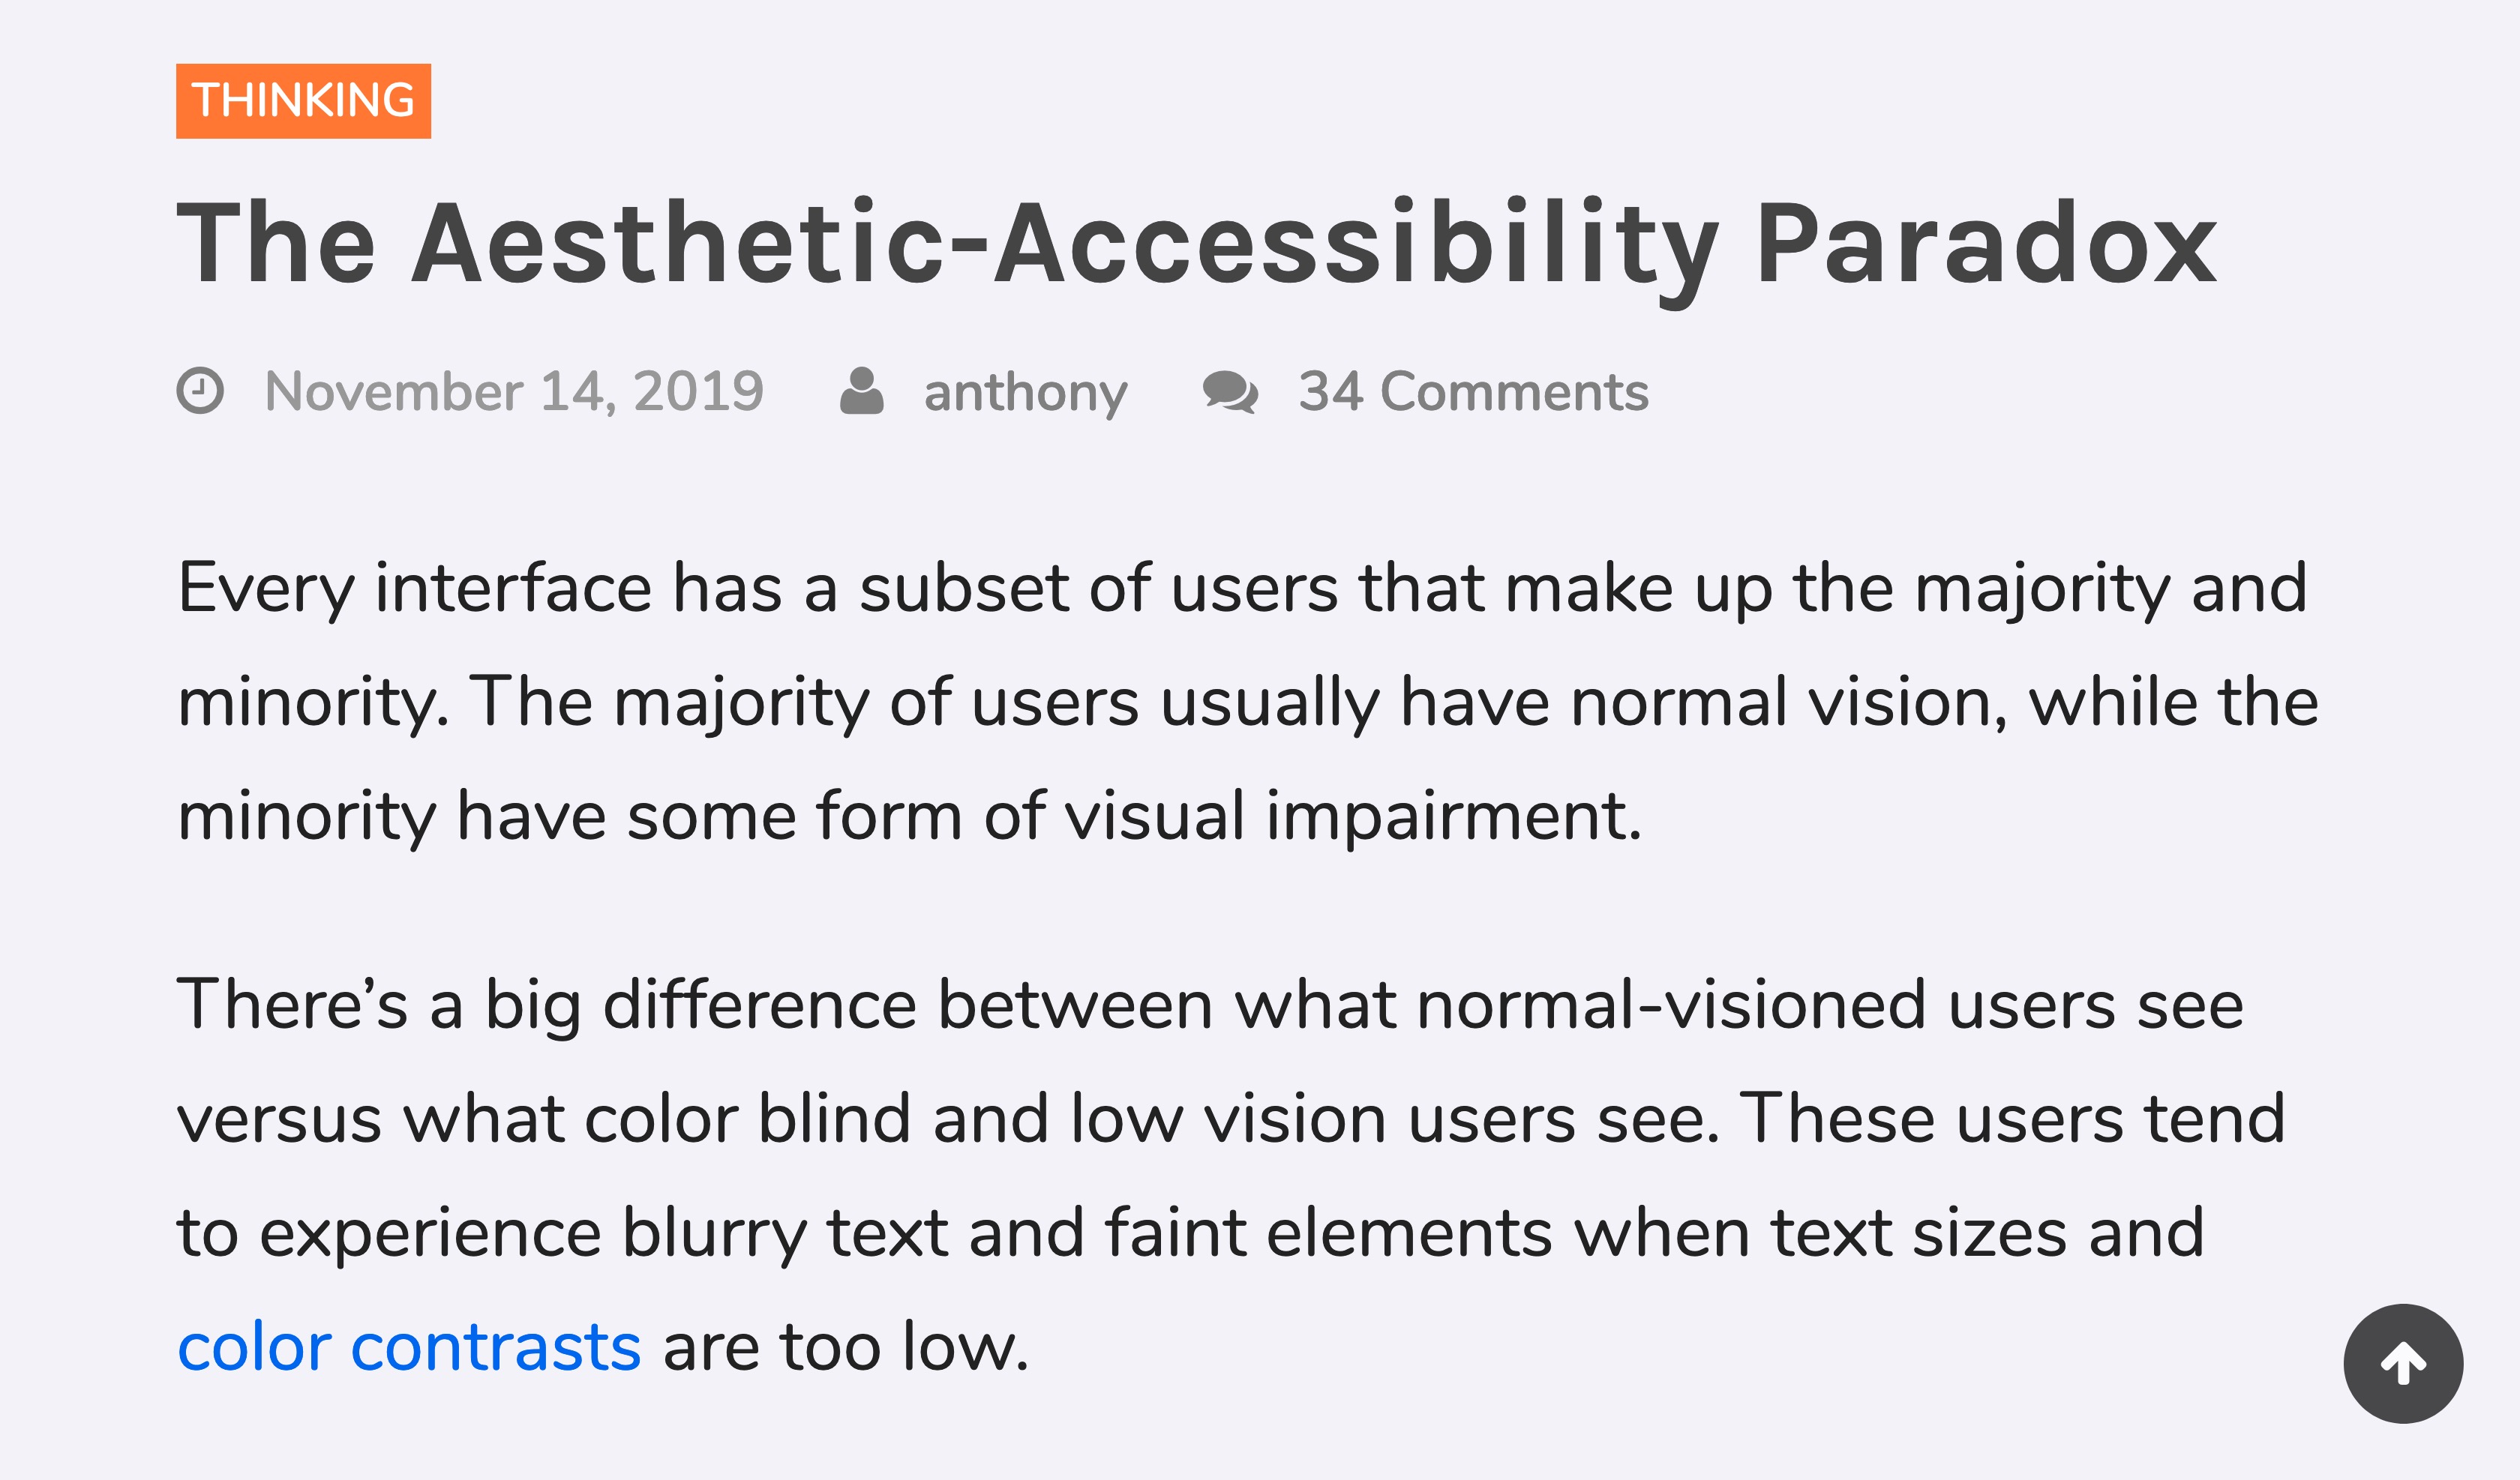 THINKING
The Aesthetic-Accessibility Paradox
November 14, 2019 anthony 34 Comments
Every interface has a subset of users that make up the majority and
minority. The majority of users usually have normal vision, while the
minority have some form of visual impairment.
There’s a big difference between what normal-visioned users see
versus what color blind and low vision users see. These users tend
to experience blurry text and faint elements when text sizes and
color contrasts are too low.